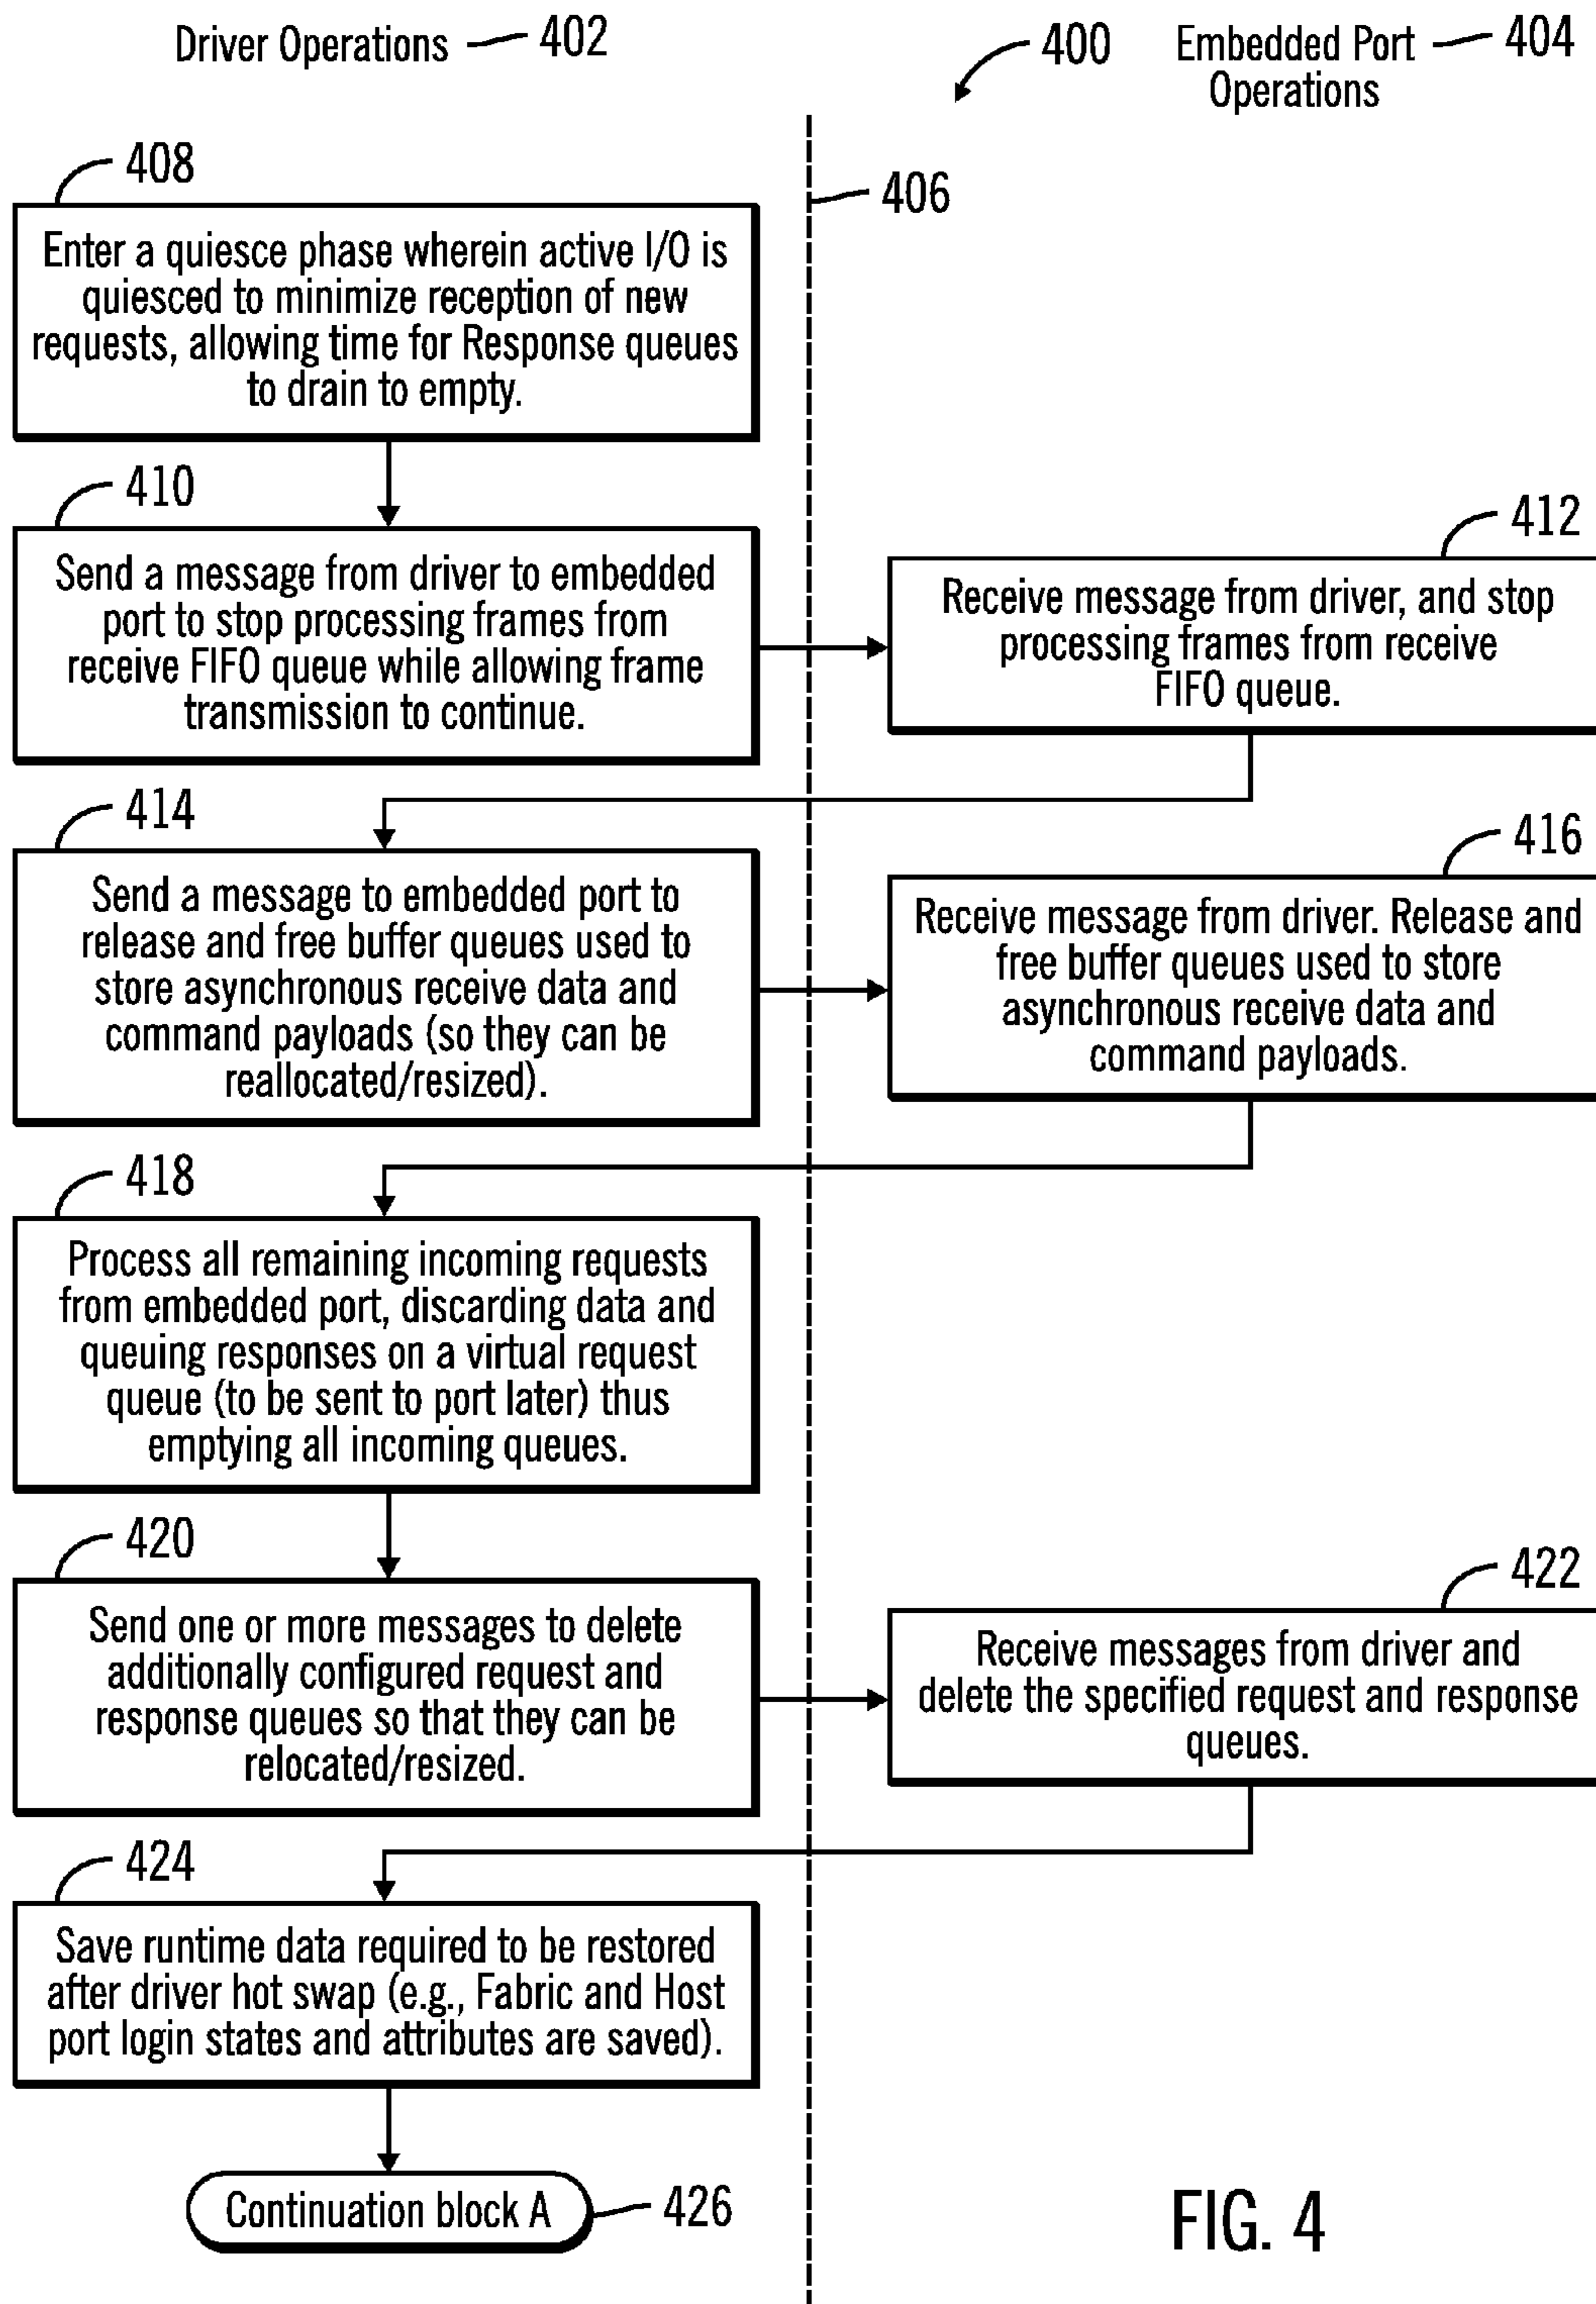 Driver Operations 402
400
Embedded Port 404
Operations
406
408
Enter a quiesce phase wherein active I/O is
quiesced to minimize reception of new
requests, allowing time for Response queues
to drain to empty.
410
Send a message from driver to embedded
port to stop processing frames from
receive FIFO queue while allowing frame
transmission to continue.
412
Receive message from driver, and stop
processing frames from receive
FIFO queue.
414
Send a message to embedded port to
release and free buffer queues used to
store asynchronous receive data and
command payloads (so they can be
reallocated/resized).
416
Receive message from driver. Release and
free buffer queues used to store
asynchronous receive data and
command payloads.
418
Process all remaining incoming requests
from embedded port, discarding data and
queuing responses on a virtual request
queue (to be sent to port later) thus
emptying all incoming queues.
420
Send one or more messages to delete
additionally configured request and
response queues so that they can be
relocated/resized.
422
Receive messages from driver and
delete the specified request and response
queues.
424
Save runtime data required to be restored
after driver hot swap (e.g., Fabric and Host
port login states and attributes are saved).
Continuation block A 426
FIG. 4